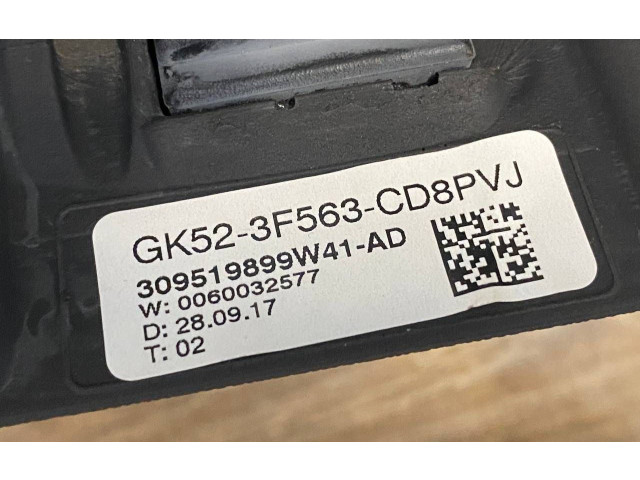 GK52-3F563-CD8PVJ
309519899W41-AD
W: 0060032577
D: 28.09.17
T: 02